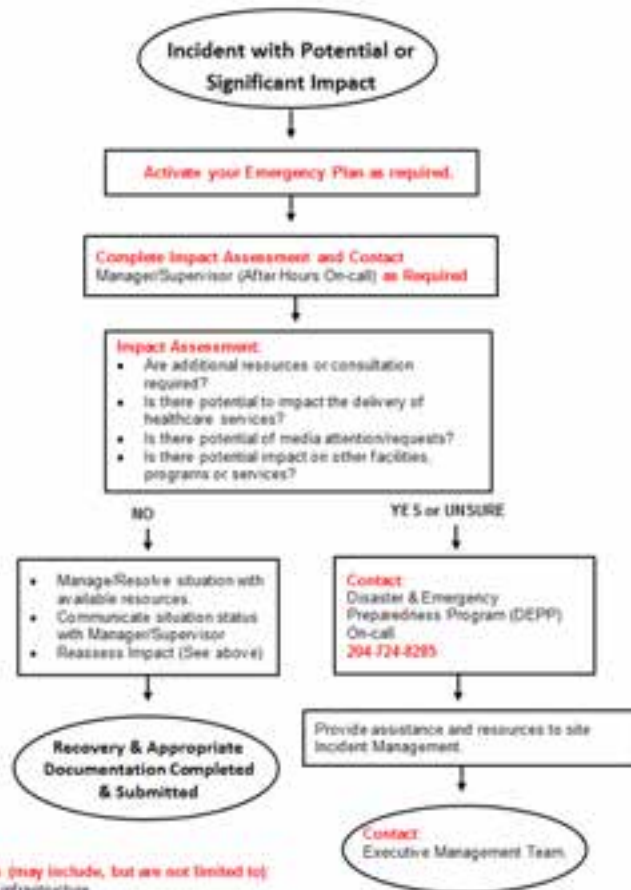 Incident with Potential or
Significant Impact
Activate your Emergency Plan as required.
Complete Impact Assessment and Contact
Manager/Supervisor (After Hours On-call) as Required
Impact Assessment:
• Are additional resources or consultation
required?
• Is there potential to impact the delivery of
healthcare services?
• Is there potential of media attention/requests?
• Is there potential impact on other facilities,
programs or services?
NO
YES or UNSURE
• Manage/Resolve situation with
available resources.
• Communicate situation status
with Manager/Supervisor
• Reassess Impact (See above)
Contact:
Disaster & Emergency
Preparedness Program (DEPP)
On-call
204-724-8285
Recovery & Appropriate
Documentation Completed
& Submitted
Provide assistance and resources to site
Incident Management.
Contact:
Executive Management Team.
(may include, but are not limited to):
infrastructure